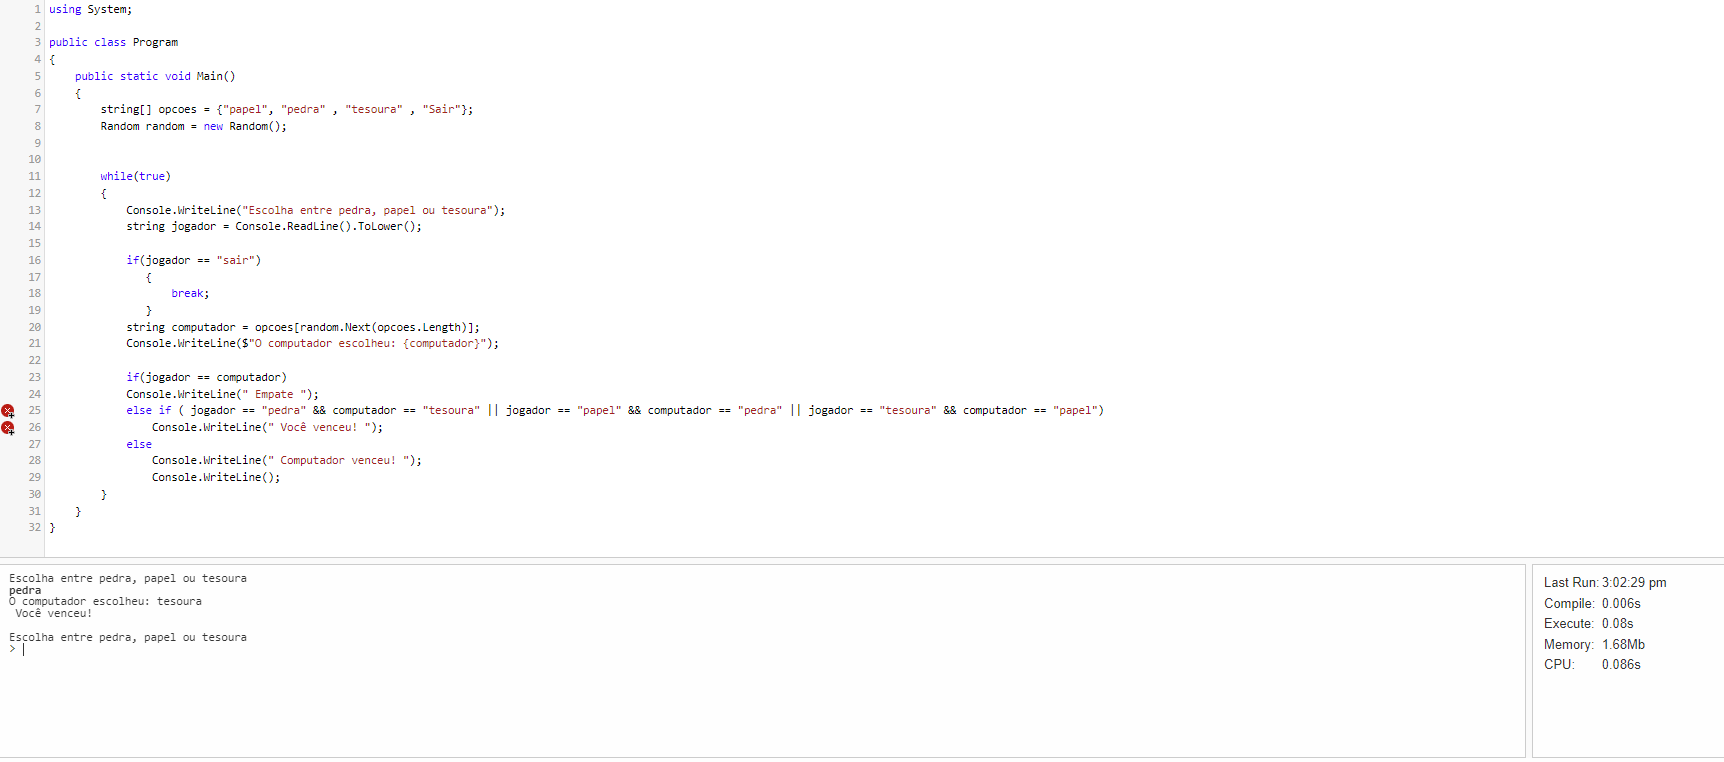 1 using System;
2
3 public class Program
4 {
5 public static void Main()
6 {
7 string[] opcoes = {"papel", "pedra" , "tesoura" , "Sair"};
8 Random random = new Random();
9
10
11 while(true)
12 {
13 Console.WriteLine("Escolha entre pedra, papel ou tesoura");
14 string jogador = Console.ReadLine().ToLower();
15
16 if(jogador == "sair")
17 {
18 break;
19 }
20 string computador = opcoes[random.Next(opcoes.Length)];
21 Console.WriteLine($"O computador escolheu: {computador}");
22
23 if(jogador == computador)
24 Console.WriteLine(" Empate ");
25 else if ( jogador == "pedra" && computador == "tesoura" || jogador == "papel" && computador == "pedra" || jogador == "tesoura" && computador == "papel")
26 Console.WriteLine(" Você venceu! ");
27 else
28 Console.WriteLine(" Computador venceu! ");
29 Console.WriteLine();
30 }
31 }
32 }
Escolha entre pedra, papel ou tesoura
pedra
O computador escolheu: tesoura
Você venceu!
Escolha entre pedra, papel ou tesoura
>
Last Run: 3:02:29 pm
Compile: 0.006s
Execute: 0.08s
Memory: 1.68Mb
CPU: 0.086s